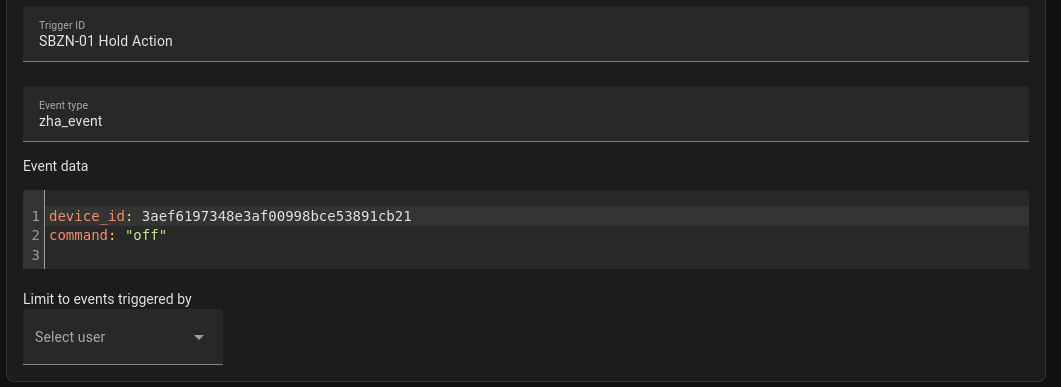 Trigger ID
SBZN-01 Hold Action
Event type
zha_event
Event data
1 device_id: 3aef6197348e3af00998bce53891cb21
2 command: "off"
3
Limit to events triggered by
Select user